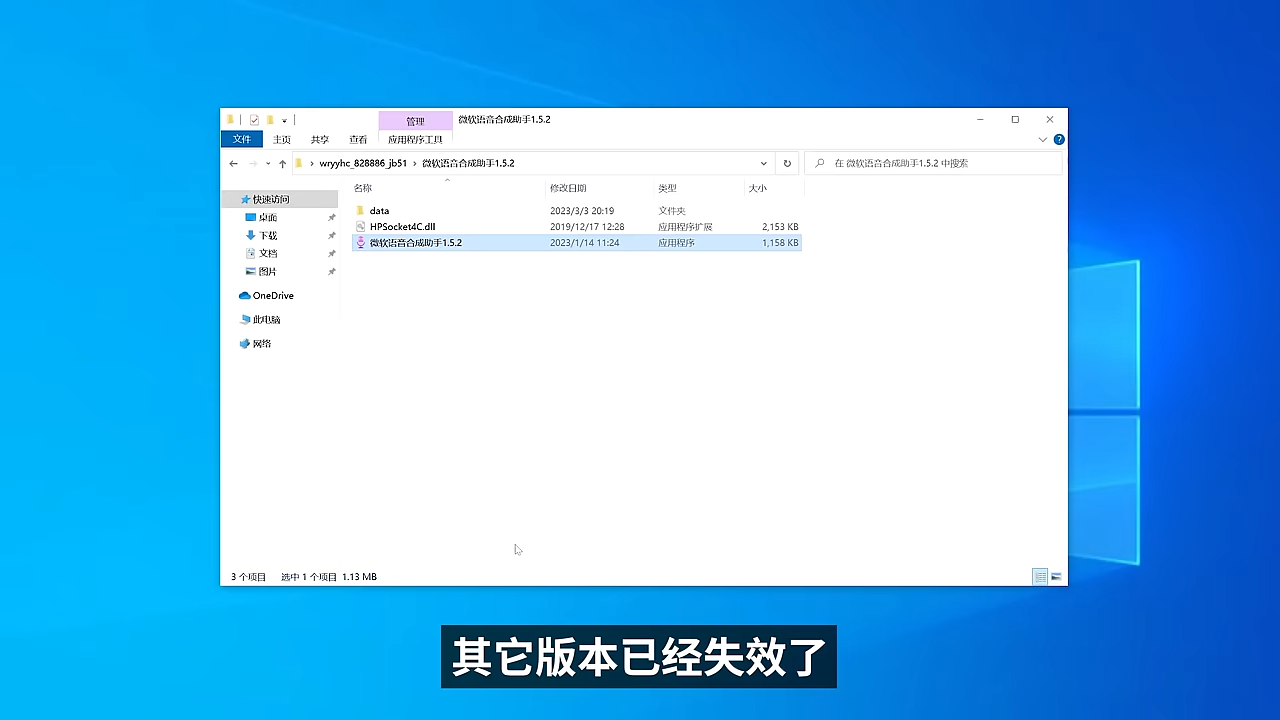 管理
微软语音合成助手1.5.2
文件
主页
共享
查看
应用程序工具
wryyhc_828886_jb51 › 微软语音合成助手1.5.2
在 微软语音合成助手1.5.2 中搜索
名称
修改日期
类型
大小
快速访问
桌面
下载
文档
图片
OneDrive
此电脑
网络
data 2023/3/3 20:19 文件夹
HPSocket4C.dll 2019/12/17 12:28 应用程序扩展 2,153 KB
微软语音合成助手1.5.2 2023/1/14 11:24 应用程序 1,158 KB
3 个项目
选中 1 个项目 1.13 MB
其它版本已经失效了